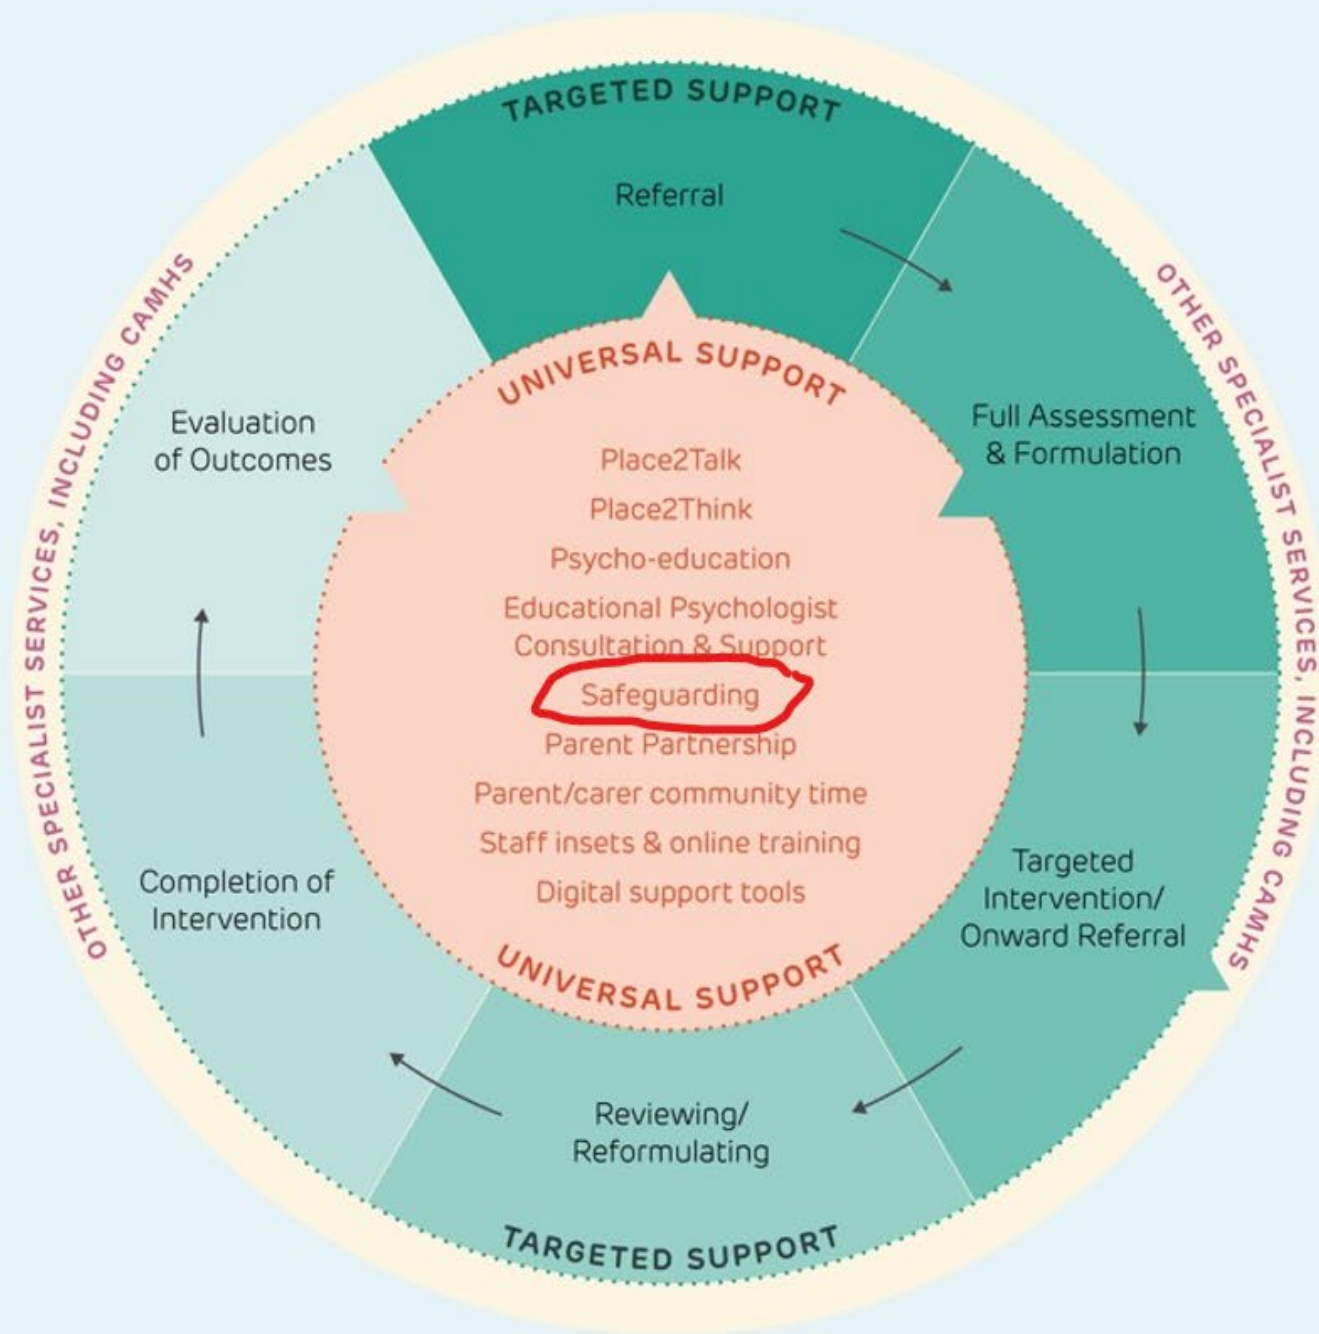 TARGETED SUPPORT
Referral
Full Assessment
& Formulation
Targeted
Intervention/
Onward Referral
Reviewing/
Reformulating
TARGETED SUPPORT
Completion of
Intervention
Evaluation
of Outcomes
UNIVERSAL SUPPORT
Place2Talk
Place2Think
Psycho-education
Educational Psychologist
Consultation & Support
Safeguarding
Parent Partnership
Parent/carer community time
Staff insets & online training
Digital support tools
UNIVERSAL SUPPORT
OTHER SPECIALIST SERVICES, INCLUDING CAMHS
OTHER SPECIALIST SERVICES, INCLUDING CAMHS